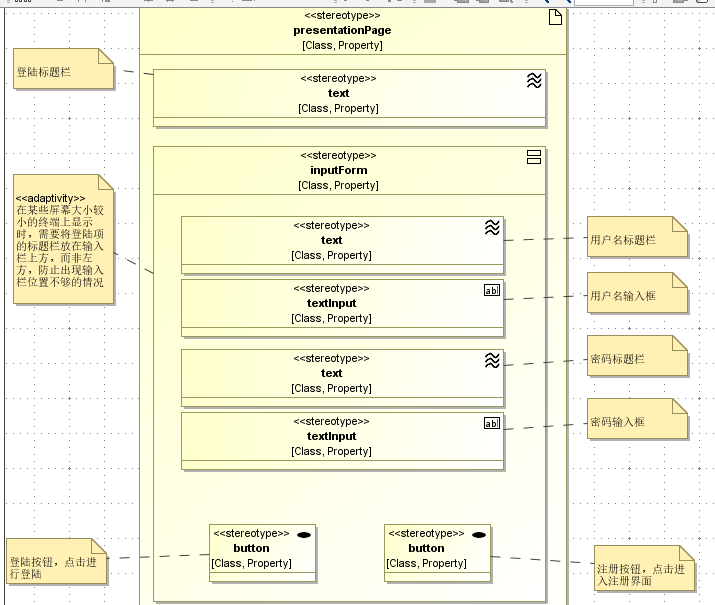 <<stereotype>>
presentationPage
[Class, Property]
登陆标题栏
<<stereotype>>
text
[Class, Property]
<<stereotype>>
inputForm
[Class, Property]
<<adaptivity>>
在某些屏幕大小较
小的终端上显示
时，需要将登陆项
的标题栏放在输入
栏上方，而非左
方，防止出现输入
栏位置不够的情况
<<stereotype>>
text
[Class, Property]
用户名标题栏
<<stereotype>>
textInput
[Class, Property]
ab|
用户名输入框
<<stereotype>>
text
[Class, Property]
密码标题栏
<<stereotype>>
textInput
[Class, Property]
ab|
密码输入框
<<stereotype>>
button
[Class, Property]
登陆按钮，点击进
行登陆
<<stereotype>>
button
[Class, Property]
注册按钮，点击进
入注册界面